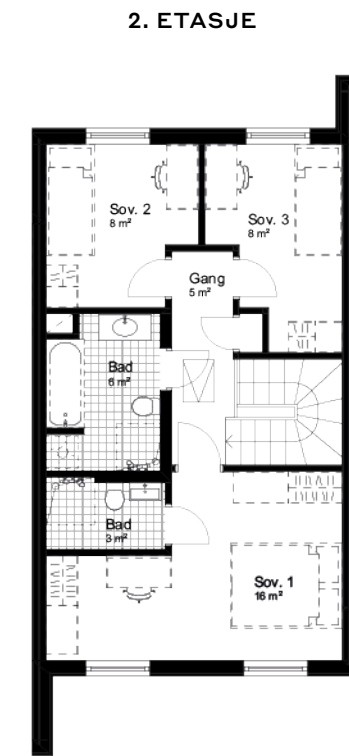 2. ETASJE
Sov. 2
8 m²
Sov. 3
8 m²
Gang
5 m²
Bad
6 m²
Bad
3 m²
Sov. 1
16 m²